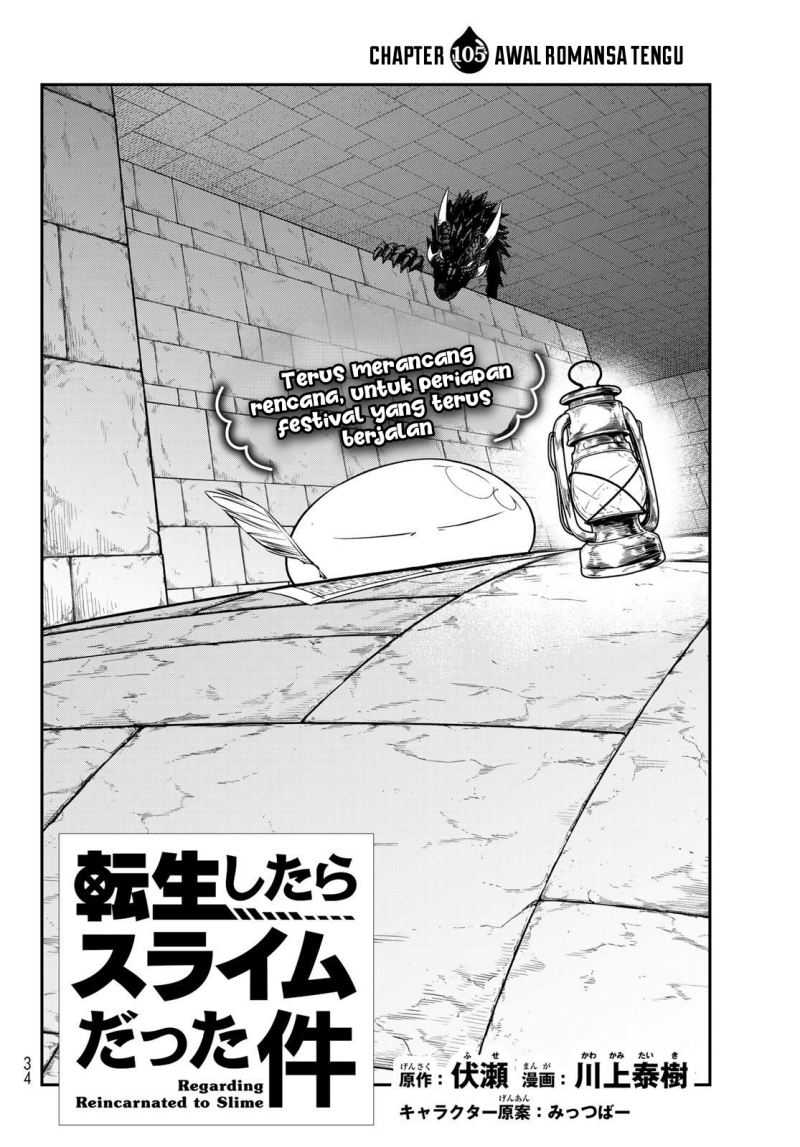 CHAPTER 105 AWAL ROMANSA TENGU
Terus merancang
rencana, untuk periapan
festival yang terus
berjalan
転生したら
スライム
だった件
Regarding
Reincarnated to Slime
34
げんさく ふせ まんが かわかみたいき
原作：伏瀬 漫画：川上泰樹
げんあん
キャラクター原案：みっつばー